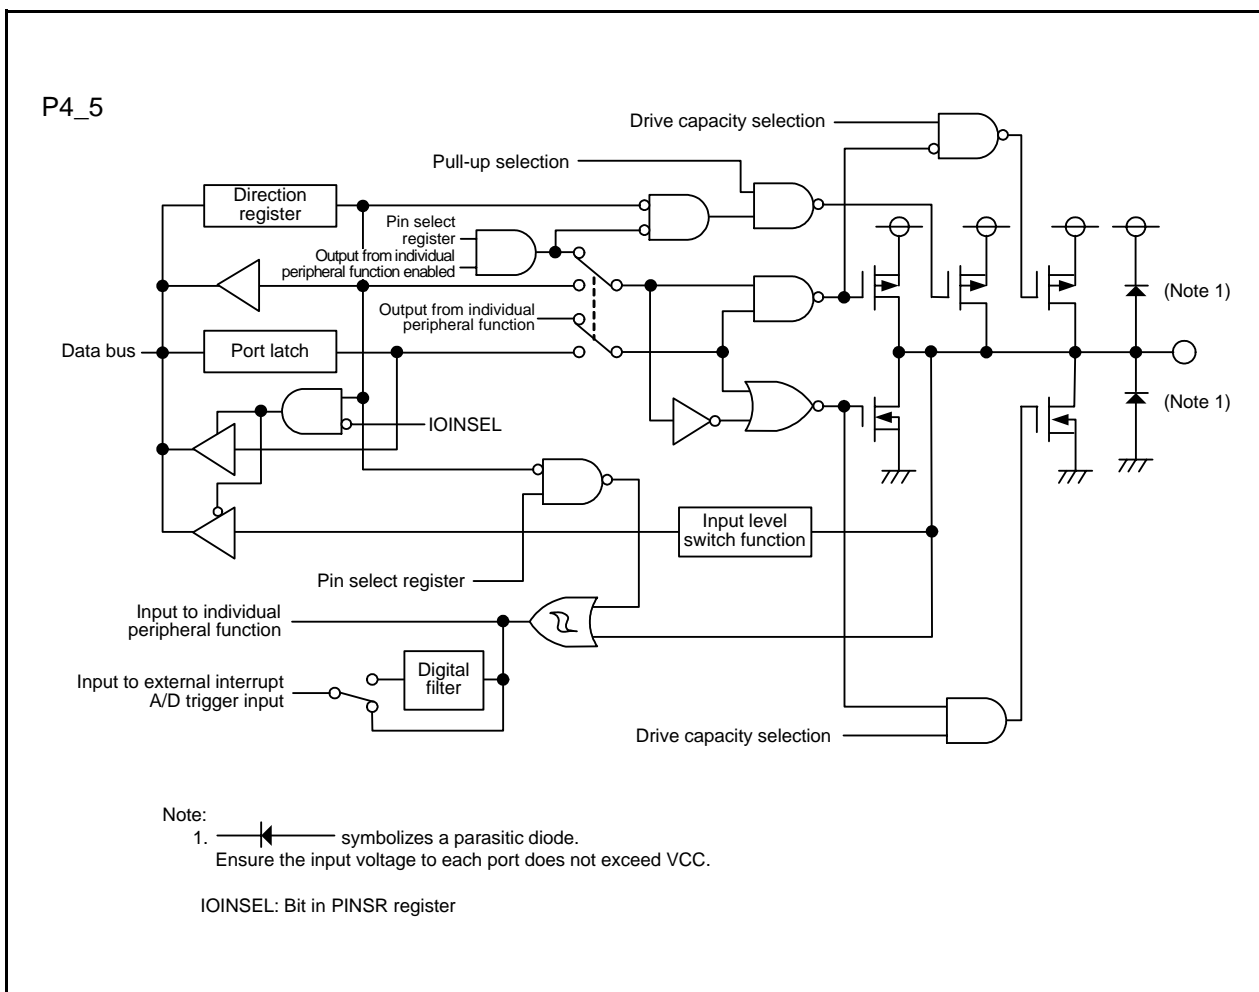 P4_5
Drive capacity selection
Pull-up selection
Direction
register
Pin select
register
Output from individual
peripheral function enabled
(Note 1)
Output from individual
peripheral function
Data bus
Port latch
(Note 1)
IOINSEL
Input level
switch function
Pin select register
Input to individual
peripheral function
Digital
filter
Input to external interrupt
A/D trigger input
Drive capacity selection
Note:
1. symbolizes a parasitic diode.
Ensure the input voltage to each port does not exceed VCC.
IOINSEL: Bit in PINSR register